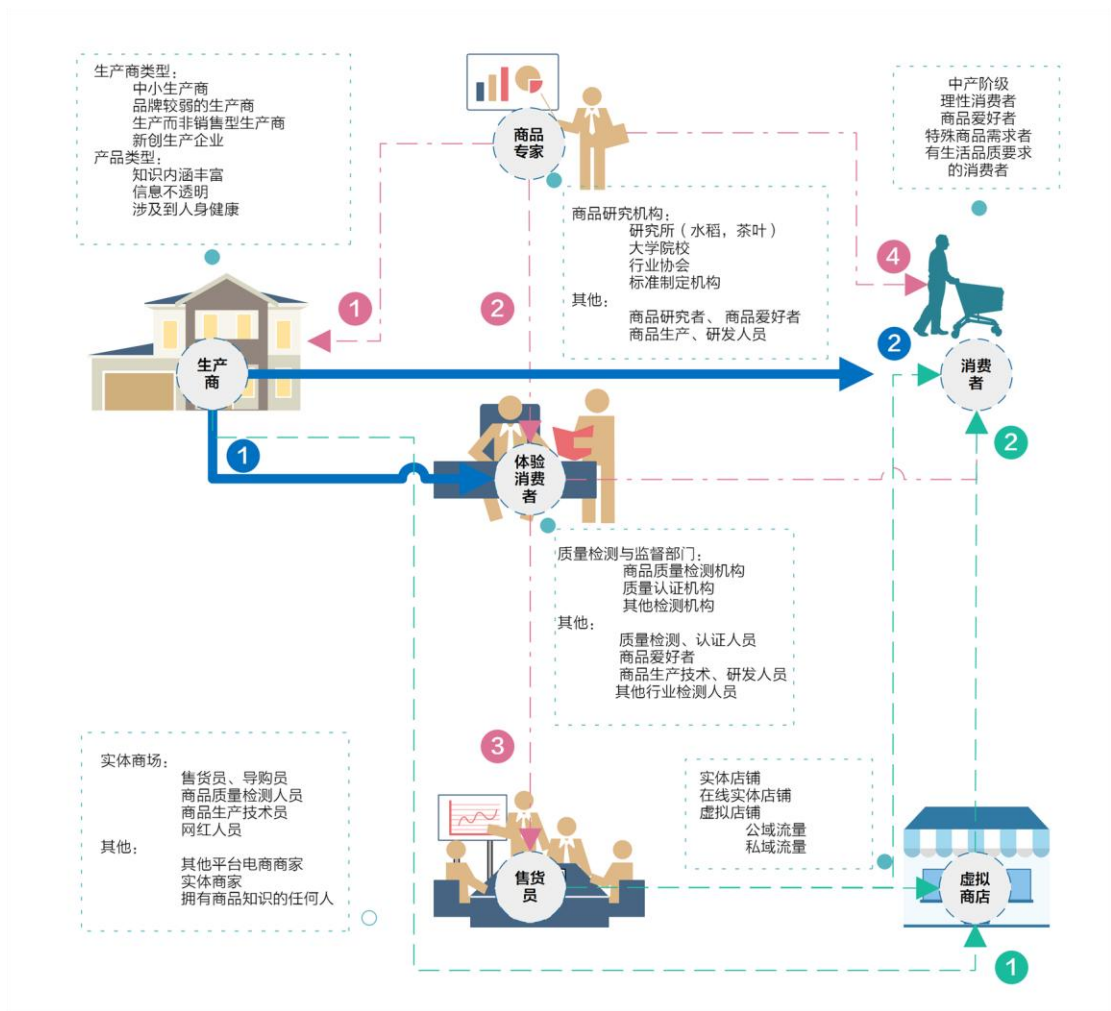 生产商类型：
中小生产商
品牌较弱的生产商
生产而非销售型生产商
新创生产企业
产品类型：
知识内涵丰富
信息不透明
涉及到人身健康
商品
专家
中产阶级
理性消费者
商品爱好者
特殊商品需求者
有生活品质要求
的消费者
商品研究机构：
研究所（水稻，茶叶）
大学院校
行业协会
标准制定机构
其他：
商品研究者、商品爱好者
商品生产、研发人员
1
2
4
生产
商
2
消费
者
1
体验
消费
者
2
质量检测与监督部门：
商品质量检测机构
质量认证机构
其他检测机构
其他：
质量检测、认证人员
商品爱好者
商品生产技术、研发人员
其他行业检测人员
3
实体商场：
售货员、导购员
商品质量检测人员
商品生产技术员
网红人员
其他：
其他平台电商商家
实体商家
拥有商品知识的任何人
售货
员
实体店铺
在线实体店铺
虚拟店铺
公域流量
私域流量
虚拟
商店
1